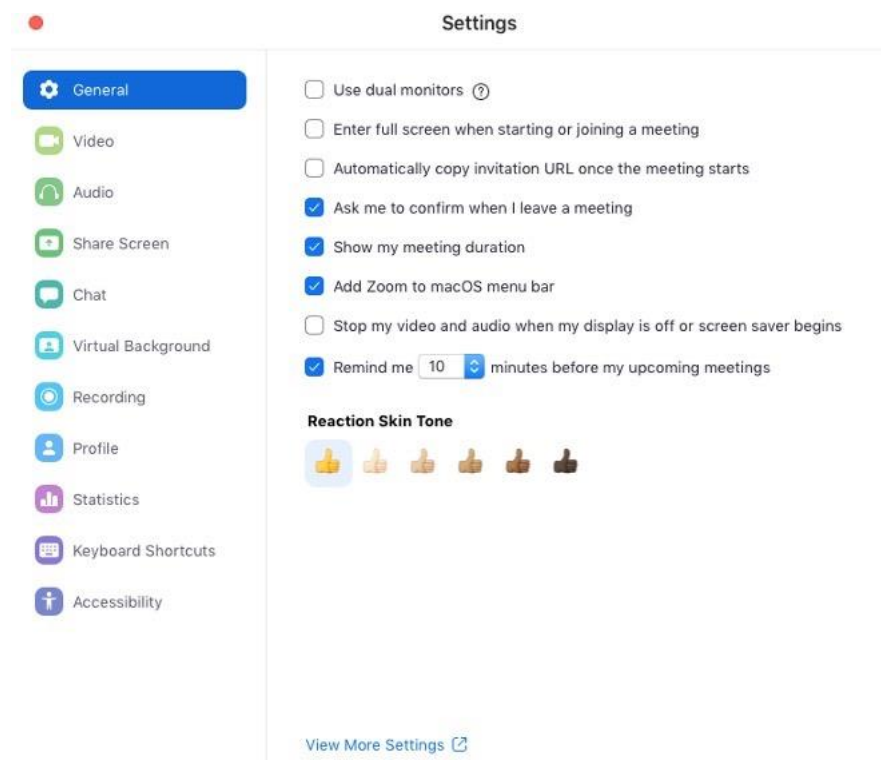 Settings
General
Video
Audio
Share Screen
Chat
Virtual Background
Recording
Profile
Statistics
Keyboard Shortcuts
Accessibility
Use dual monitors ?
Enter full screen when starting or joining a meeting
Automatically copy invitation URL once the meeting starts
Ask me to confirm when I leave a meeting
Show my meeting duration
Add Zoom to macOS menu bar
Stop my video and audio when my display is off or screen saver begins
Remind me 10 minutes before my upcoming meetings
Reaction Skin Tone
View More Settings